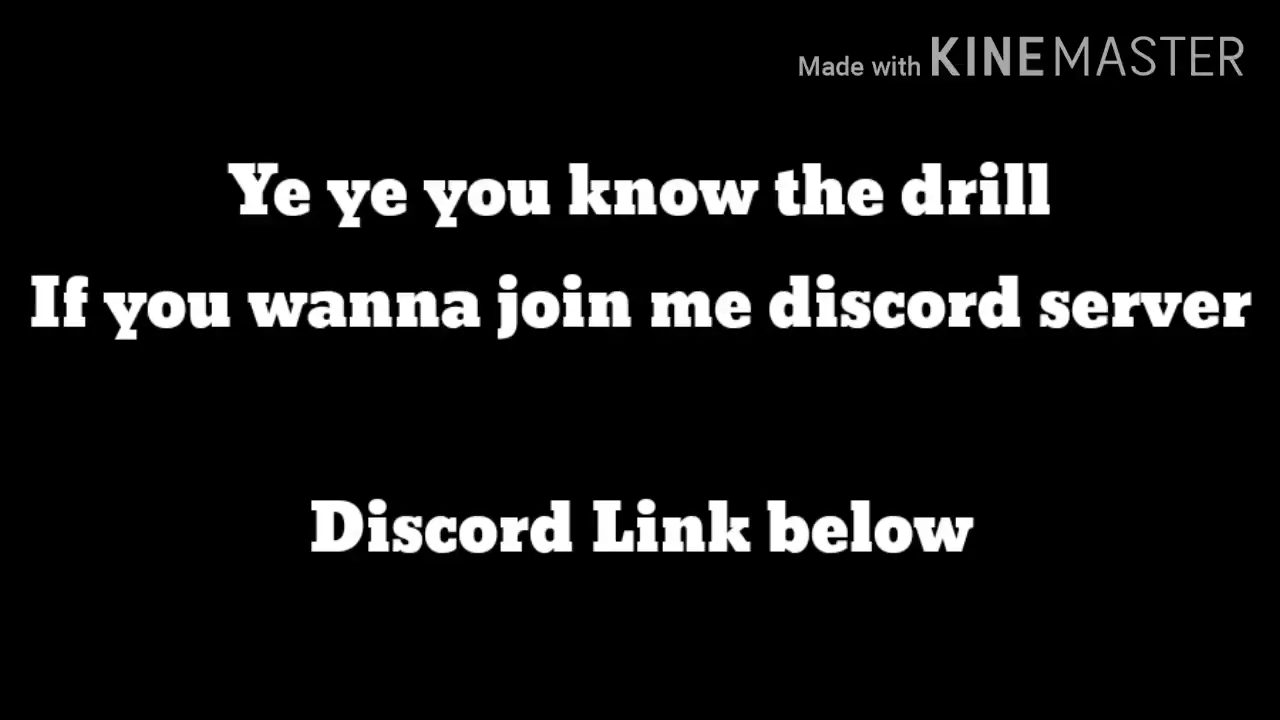 Made with KINEMASTER
Ye ye you know the drill
If you wanna join me discord server
Discord Link below